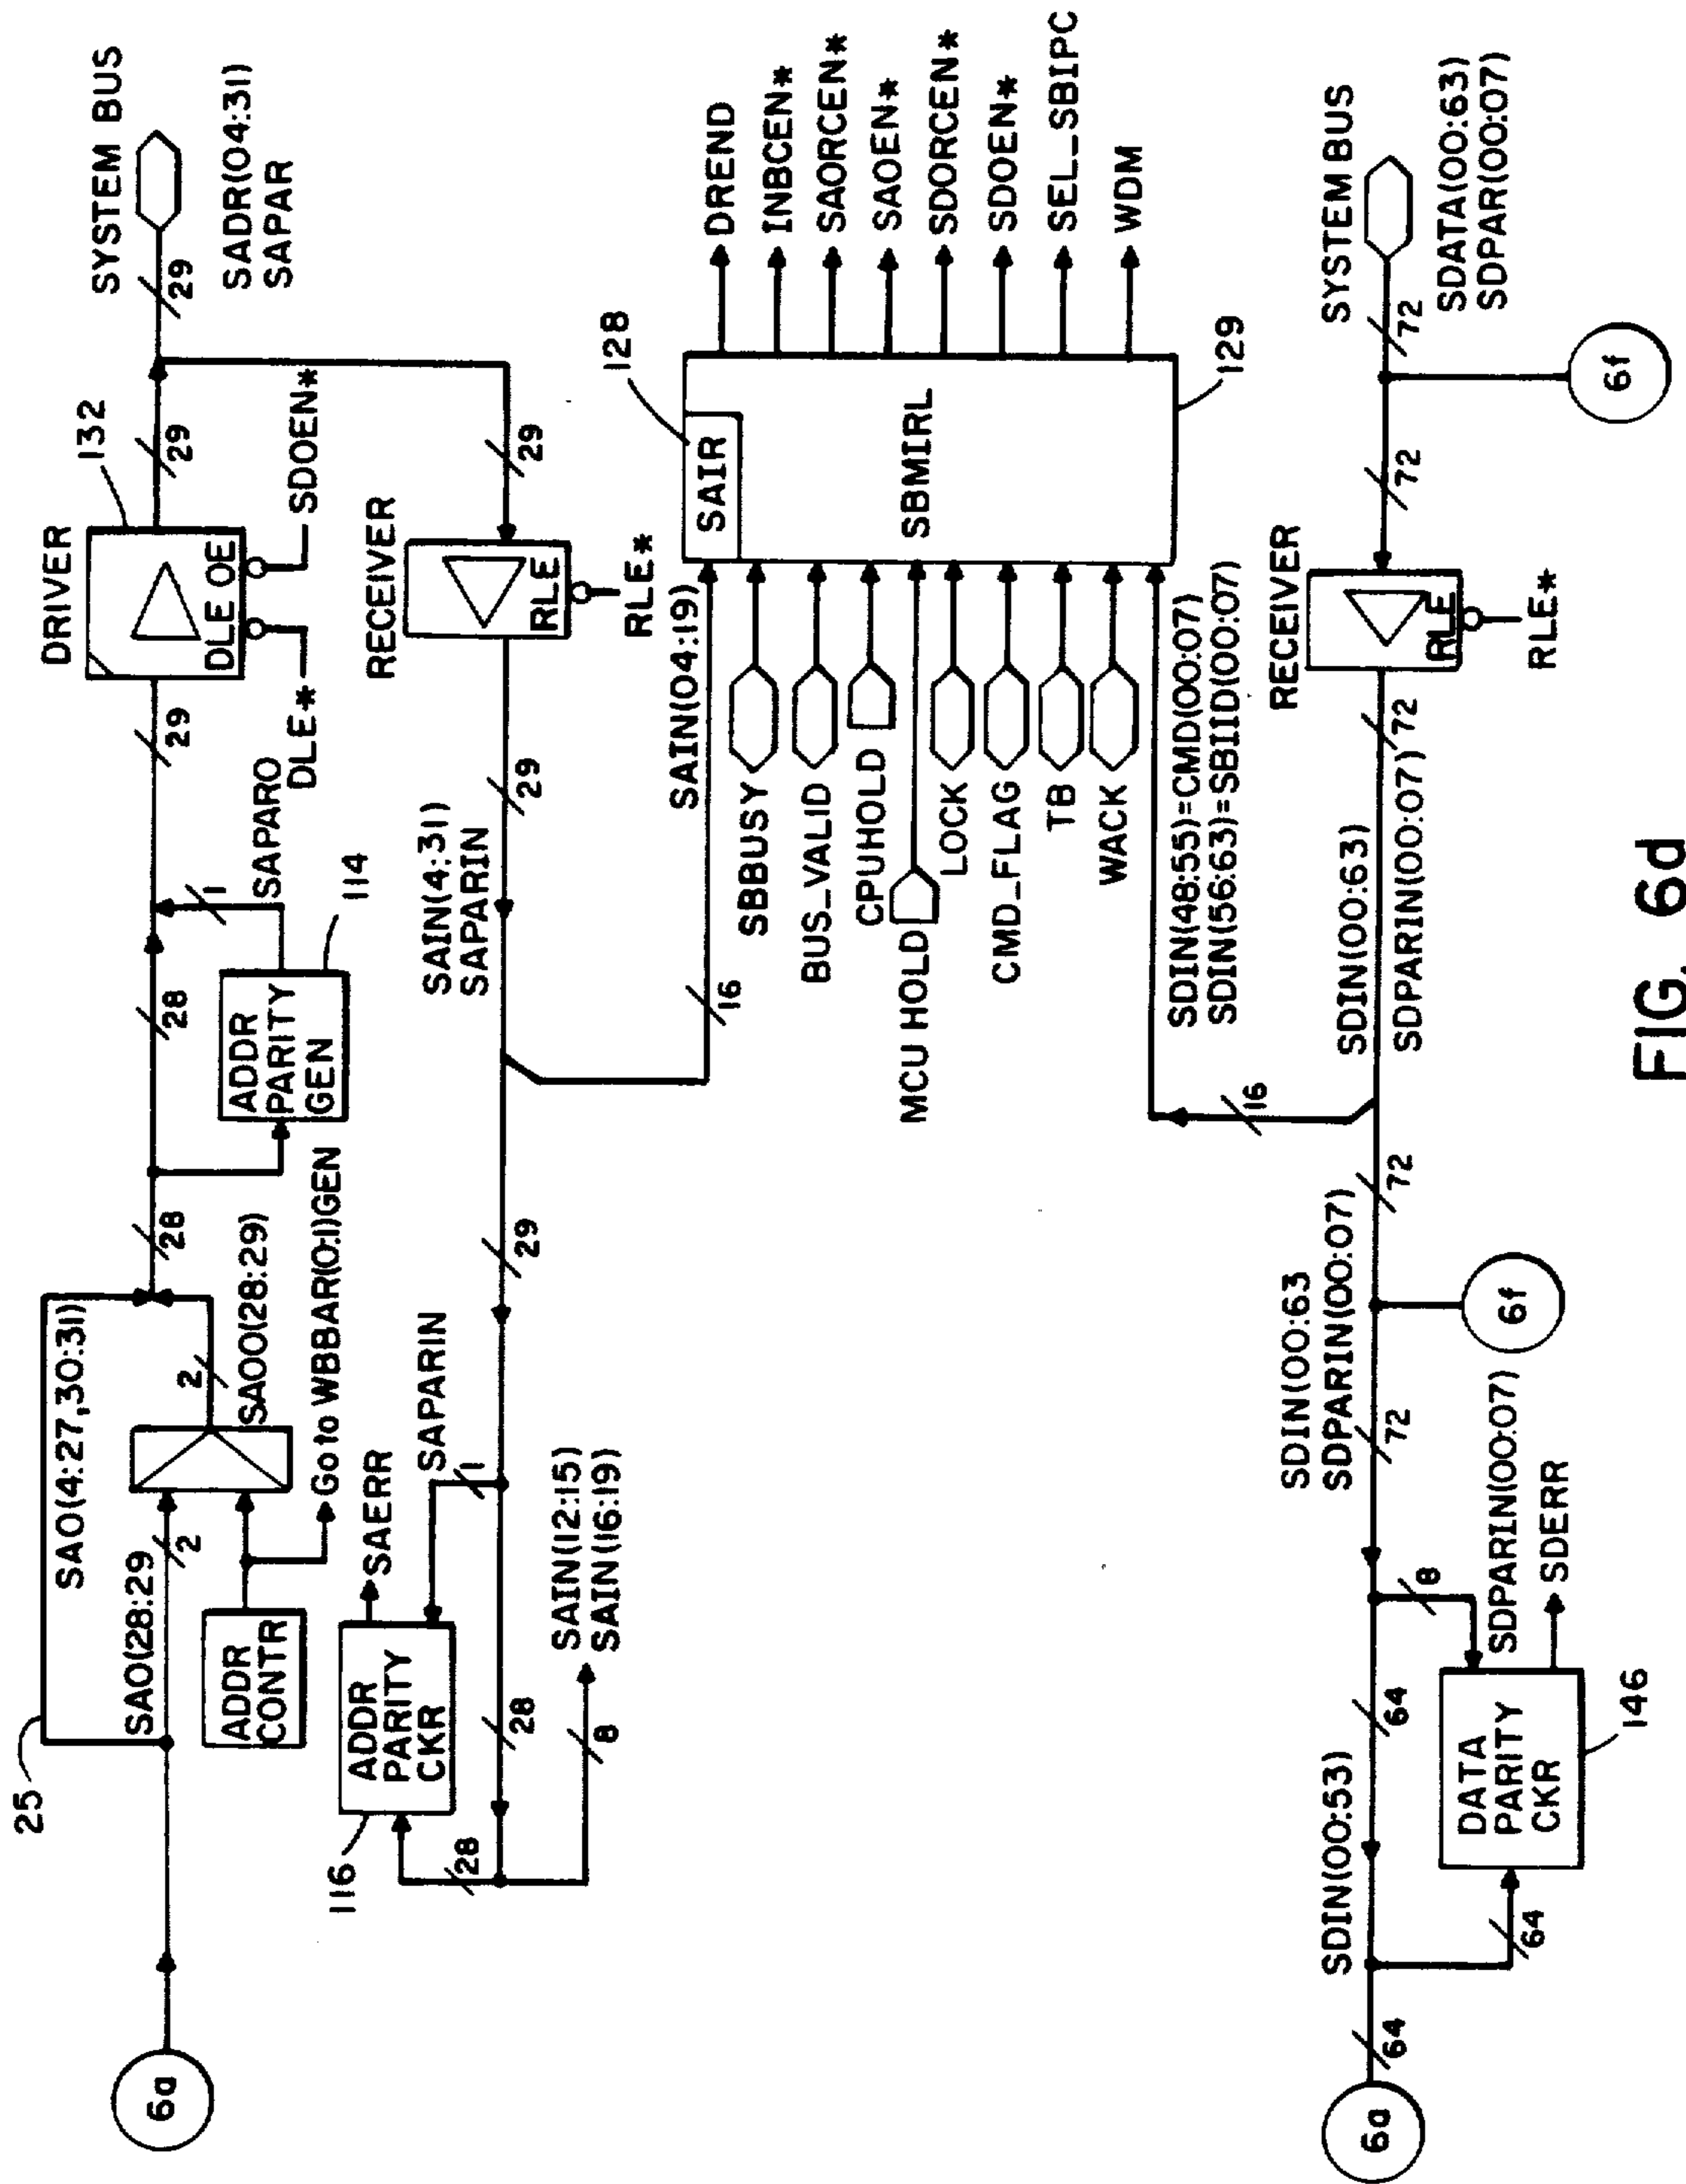 25
SAO(4:27,30:31)
SAO(28:29
2
ADDR
CONTR
2
SAOO(28:29)
Go to WBBAR(0:1)GEN
6a
28
ADDR
PARITY
GEN
114
28
1
SAPARO
29
DRIVER
132
DLE OE
DLE*
SDOEN*
29
SYSTEM BUS
29
SADR(04:31)
SAPAR
29
RECEIVER
RLE
RLE*
29
SAIN(4:31)
SAPARIN
29
SAPARIN
1
SAERR
ADDR
PARITY
CKR
116
28
28
8
SAIN(12:15)
SAIN(16:19)
16
SAIN(04:19)
SAIR
128
SBMIRL
129
SBBUSY
BUS_VALID
CPUHOLD
MCU HOLD
LOCK
CMD_FLAG
TB
WACK
SDIN(48:55)=CMD(00:07)
SDIN(56:63)=SBIID(00:07)
16
DREND
INBCEN*
SAORCEN*
SAOEN*
SDORCEN*
SDOEN*
SEL_SBIPC
WDM
SYSTEM BUS
72
SDATA(00:63)
SDPAR(00:07)
6f
72
RECEIVER
RLE
RLE*
72
SDIN(00:63)
SDPARIN(00:07)
72
SDIN(00:63
SDPARIN(00:07)
6f
72
8
SDPARIN(00:07)
SDERR
64
SDIN(00:53)
DATA
PARITY
CKR
146
64
64
6a
FIG. 6d